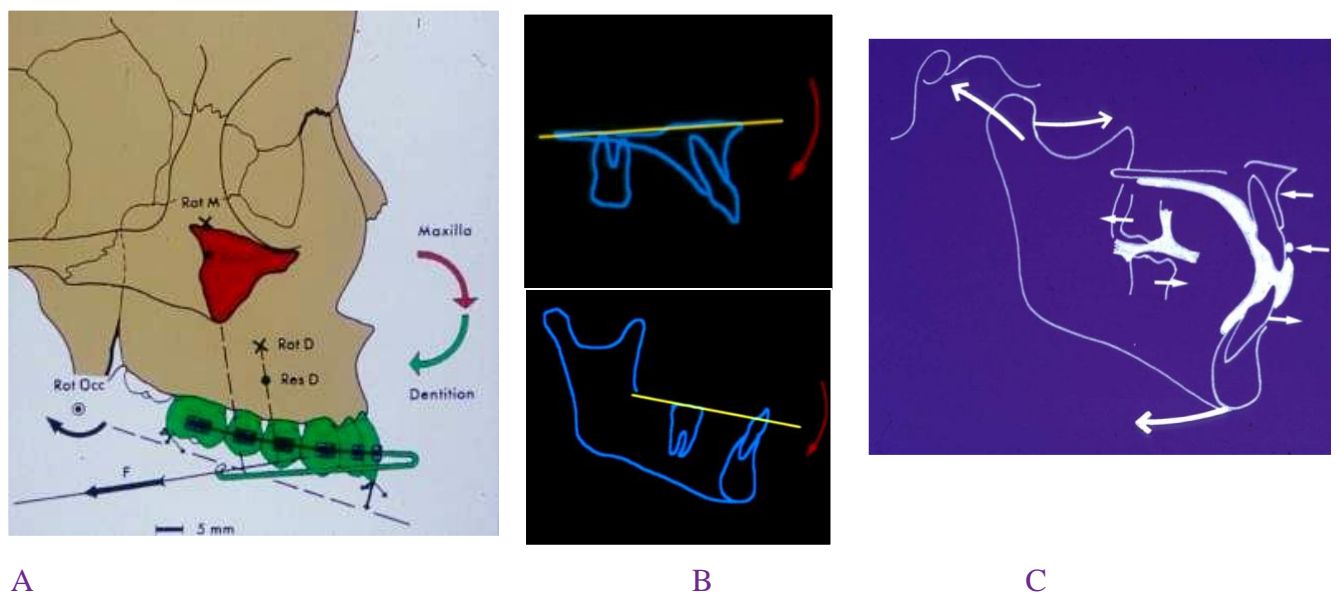 Rot M
Maxilla
Rot D
Res D
Dentition
Rot Occ
F
5 mm
A B C